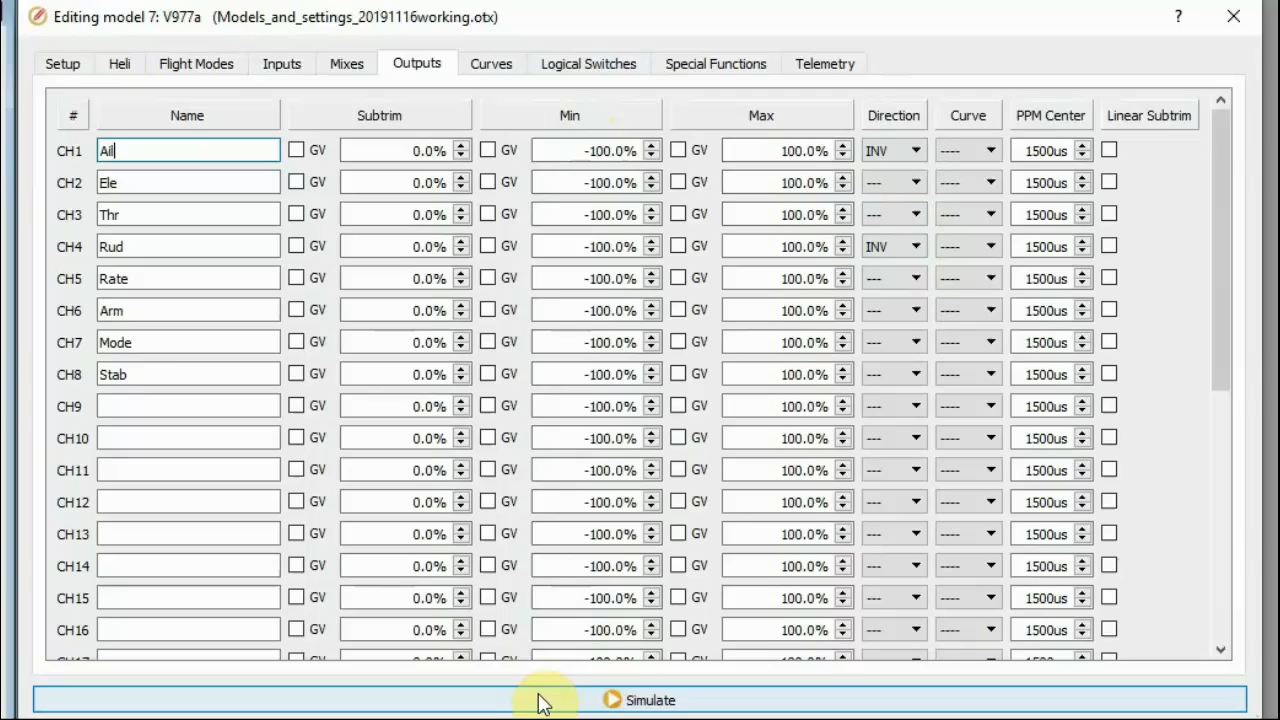 Editing model 7: V977a (Models_and_settings_20191116working.otx) ?
Setup Heli Flight Modes Inputs Mixes Outputs Curves Logical Switches Special Functions Telemetry
# Name Subtrim Min Max Direction Curve PPM Center Linear Subtrim
CH1 Ail GV 0.0% GV -100.0% GV 100.0% INV ---- 1500us
CH2 Ele GV 0.0% GV -100.0% GV 100.0% --- ---- 1500us
CH3 Thr GV 0.0% GV -100.0% GV 100.0% --- ---- 1500us
CH4 Rud GV 0.0% GV -100.0% GV 100.0% INV ---- 1500us
CH5 Rate GV 0.0% GV -100.0% GV 100.0% --- ---- 1500us
CH6 Arm GV 0.0% GV -100.0% GV 100.0% --- ---- 1500us
CH7 Mode GV 0.0% GV -100.0% GV 100.0% --- ---- 1500us
CH8 Stab GV 0.0% GV -100.0% GV 100.0% --- ---- 1500us
CH9 GV 0.0% GV -100.0% GV 100.0% --- ---- 1500us
CH10 GV 0.0% GV -100.0% GV 100.0% --- ---- 1500us
CH11 GV 0.0% GV -100.0% GV 100.0% --- ---- 1500us
CH12 GV 0.0% GV -100.0% GV 100.0% --- ---- 1500us
CH13 GV 0.0% GV -100.0% GV 100.0% --- ---- 1500us
CH14 GV 0.0% GV -100.0% GV 100.0% --- ---- 1500us
CH15 GV 0.0% GV -100.0% GV 100.0% --- ---- 1500us
CH16 GV 0.0% GV -100.0% GV 100.0% --- ---- 1500us
Simulate